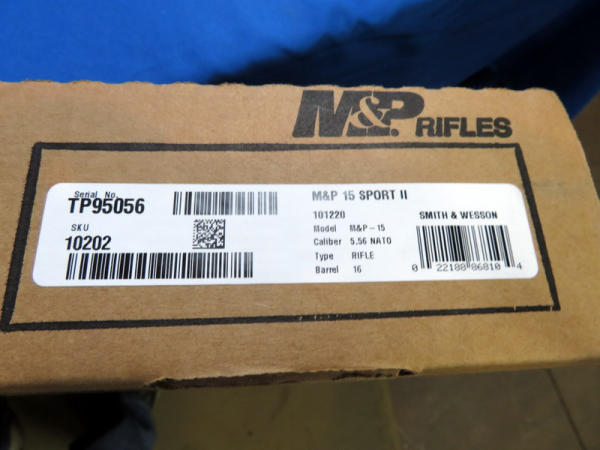 M&P RIFLES
Serial No.
TP95056
SKU
10202
M&P 15 SPORT II
101220
Model M&P-15
Caliber 5.56 NATO
Type RIFLE
Barrel 16
SMITH & WESSON
0 22188 86810 4